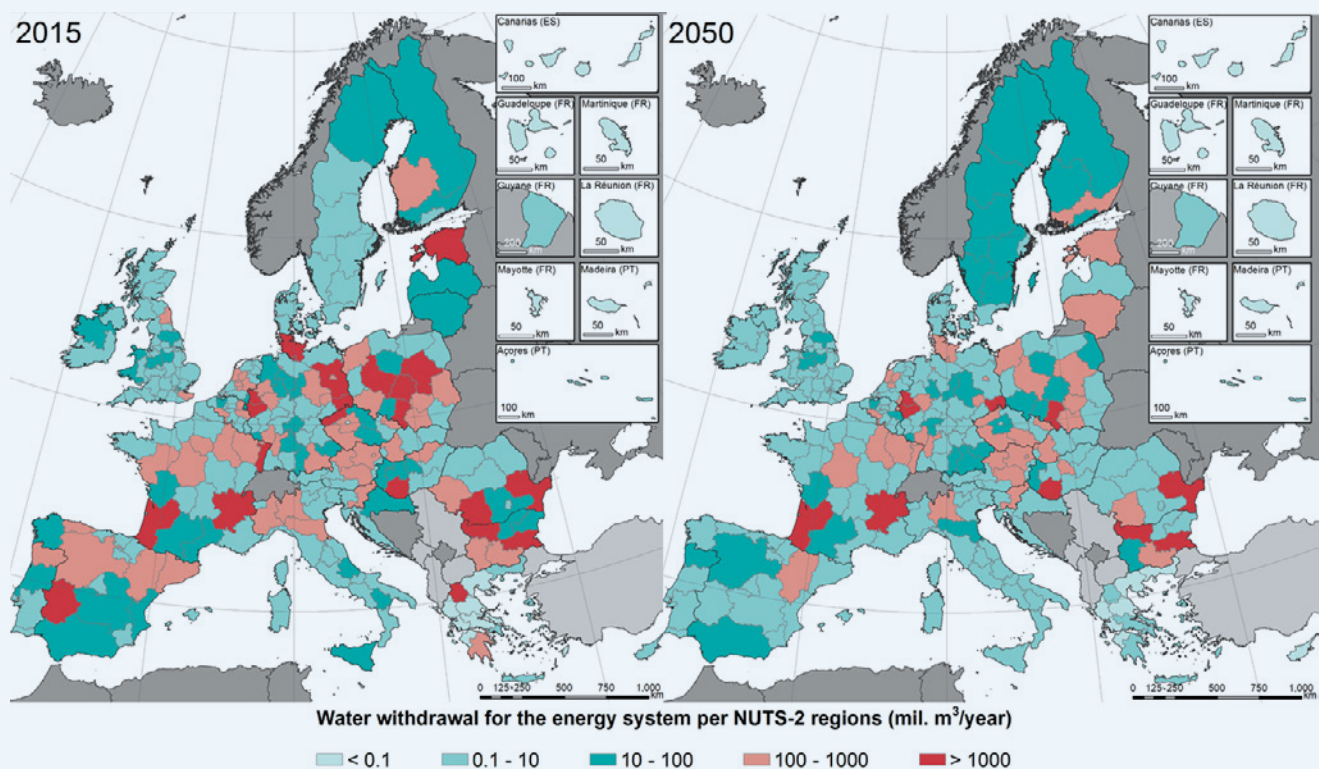 2015
Canarias (ES)
100
km
Guadeloupe (FR)
50
km
Martinique (FR)
50
km
Guyane (FR)
200
km
La Réunion (FR)
50
km
Mayotte (FR)
50
km
Madeira (PT)
50
km
Açores (PT)
100
km
0 125 250 500 750 1,000
km
2050
Canarias (ES)
100
km
Guadeloupe (FR)
50
km
Martinique (FR)
50
km
Guyane (FR)
200
km
La Réunion (FR)
50
km
Mayotte (FR)
50
km
Madeira (PT)
50
km
Açores (PT)
100
km
0 125 250 500 750 1,000
km
Water withdrawal for the energy system per NUTS-2 regions (mil. m³/year)
< 0.1 0.1 - 10 10 - 100 100 - 1000 > 1000